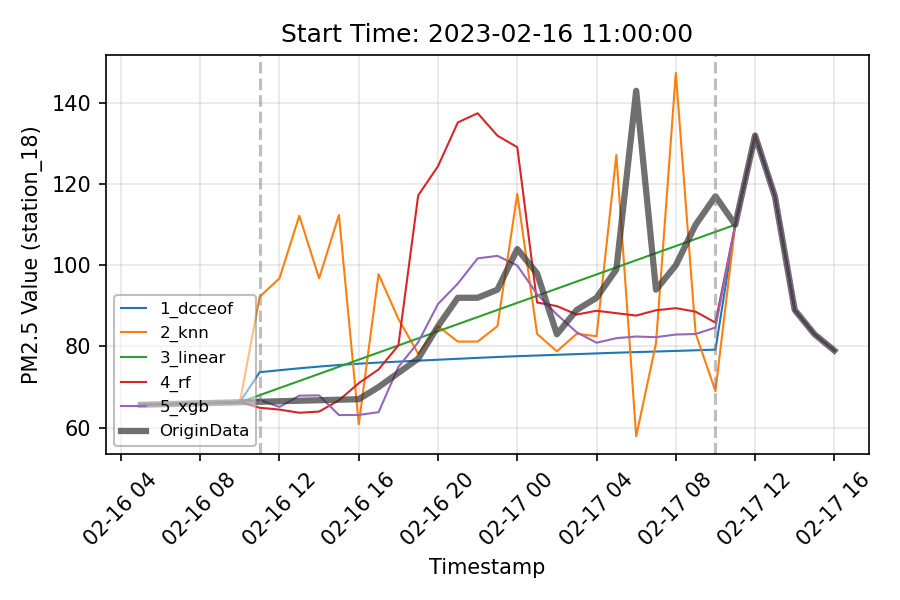 Start Time: 2023-02-16 11:00:00
PM2.5 Value (station_18)
140
120
100
80
60
1_dcceof
2_knn
3_linear
4_rf
5_xgb
OriginData
02-16 04
02-16 08
02-16 12
02-16 16
02-16 20
02-17 00
02-17 04
02-17 08
02-17 12
02-17 16
Timestamp